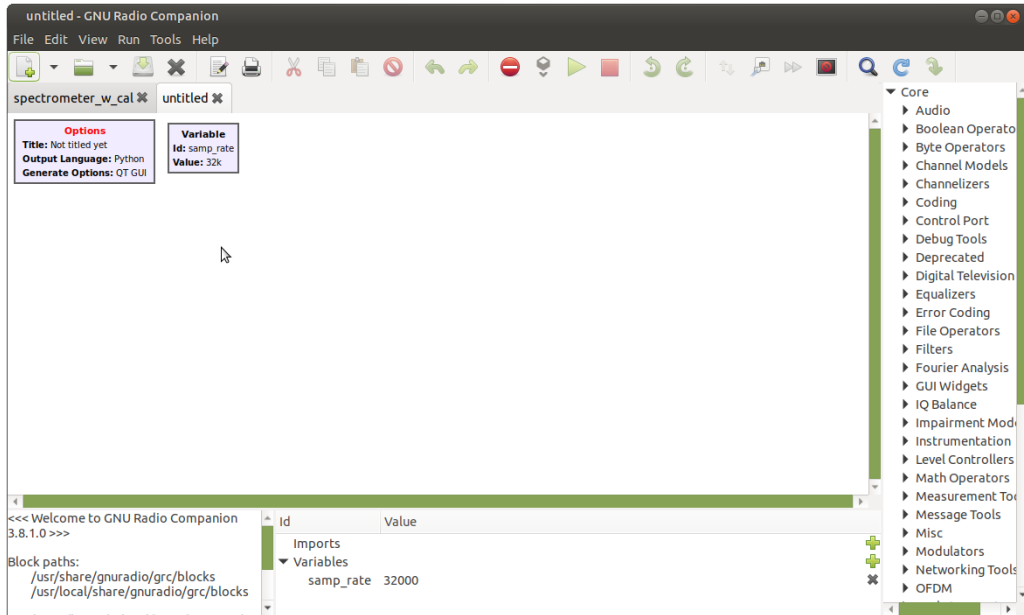 untitled - GNU Radio Companion
File Edit View Run Tools Help
spectrometer_w_cal untitled
Options
Title: Not titled yet
Output Language: Python
Generate Options: QT GUI
Variable
Id: samp_rate
Value: 32k
Core
Audio
Boolean Operato
Byte Operators
Channel Models
Channelizers
Coding
Control Port
Debug Tools
Deprecated
Digital Television
Equalizers
Error Coding
File Operators
Filters
Fourier Analysis
GUI Widgets
IQ Balance
Impairment Mod
Instrumentation
Level Controllers
Math Operators
Measurement Too
Message Tools
Misc
Modulators
Networking Tools
OFDM
<<< Welcome to GNU Radio Companion
3.8.1.0 >>>
Block paths:
/usr/share/gnuradio/grc/blocks
/usr/local/share/gnuradio/grc/blocks
Id Value
Imports
Variables
samp_rate 32000